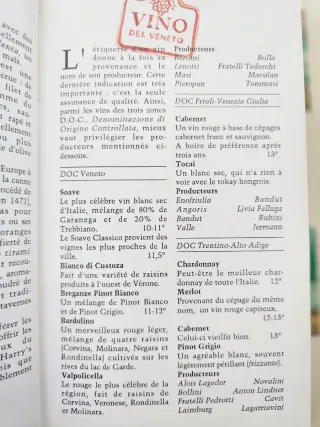 VINO
DEL VENETO
L'étiquette d'un vin
donne à la fois sa
provenance et le
nom de son producteur. Cette
dernière indication est très
importante : c'est la seule
assurance de qualité. Ainsi,
parmi les vins des trois zones
D.O.C., Denominazione di
Origine Controllata, mieux
vaut privilégier les pro-
ducteurs mentionnés ci-
dessous.
DOC Veneto
Soave
Le plus célèbre vin blanc sec
d'Italie, mélange de 80% de
Garanega et de 20% de
Trebbiano. 10-11°
Le Soave Classico provient des
vignes les plus proches de la
ville. 11,5°
Bianco di Custoza
Fait d'une variété de raisins
produits à l'ouest de Vérone.
Breganze Pinot Bianco
Un mélange de Pinot Bianco
et de Pinot Grigio. 11-12°
Bardolino
Un merveilleux rouge léger,
mélange de quatre raisins
(Corvina, Molinara, Negara et
Rondinella) cultivés sur les
rives du lac de Garde.
Valpolicella
Le rouge le plus célèbre de la
région, fait de raisins de
Corvina, Veronese, Rondinella
et Molinara.
Producteurs
Bolla
Lenotti Fratelli Tedeschi
Masi Maculan
Pieropan Tommasi
DOC Frioli-Venezia Giulia
Cabernet
Un vin rouge à base de cépages
cabernet franc et sauvignon.
A boire de préférence après
trois ans. 13°
Tocai
Un blanc sec, qui n'a rien à
voir avec le tokay hongrois.
Producteurs
Enofriulia Bandut
Angoris Livia Felluga
Bandut Rubini
Valle Jermann
DOC Trentino-Alto Adige
Chardonnay
Peut-être le meilleur char-
donnay de toute l'Italie. 12°
Merlot
Provenant du cépage du même
nom, un vin rouge capiteux.
12-13°
Cabernet
Celui-ci vieillit bien. 13°
Pinot Grigio
Un agréable blanc, souvent
légèrement pétillant (frizzante).
Producteurs
Alois Lageder Novalini
Bollini Anton Lindner
Fratelli Pedrotti Cavit
Laimburg Lagariavini